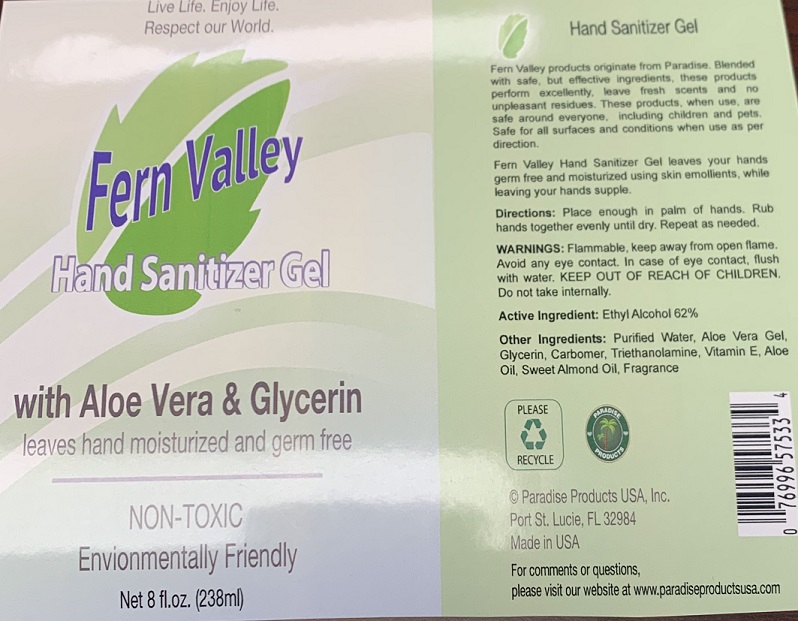 Live Life. Enjoy Life.
Respect our World.
Fern Valley
Hand Sanitizer Gel
with Aloe Vera & Glycerin
leaves hand moisturized and germ free
NON-TOXIC
Envionmentally Friendly
Net 8 fl.oz. (238ml)
Hand Sanitizer Gel
Fern Valley products originate from Paradise. Blended
with safe, but effective ingredients, these products
perform excellently, leave fresh scents and no
unpleasant residues. These products, when use, are
safe around everyone, including children and pets.
Safe for all surfaces and conditions when use as per
direction.
Fern Valley Hand Sanitizer Gel leaves your hands
germ free and moisturized using skin emollients, while
leaving your hands supple.
Directions: Place enough in palm of hands. Rub
hands together evenly until dry. Repeat as needed.
WARNINGS: Flammable, keep away from open flame.
Avoid any eye contact. In case of eye contact, flush
with water. KEEP OUT OF REACH OF CHILDREN.
Do not take internally.
Active Ingredient: Ethyl Alcohol 62%
Other Ingredients: Purified Water, Aloe Vera Gel,
Glycerin, Carbomer, Triethanolamine, Vitamin E, Aloe
Oil, Sweet Almond Oil, Fragrance
PLEASE
RECYCLE
PARADISE
PRODUCTS
0 76996 57533 4
© Paradise Products USA, Inc.
Port St. Lucie, FL 32984
Made in USA
For comments or questions,
please visit our website at www.paradiseproductsusa.com